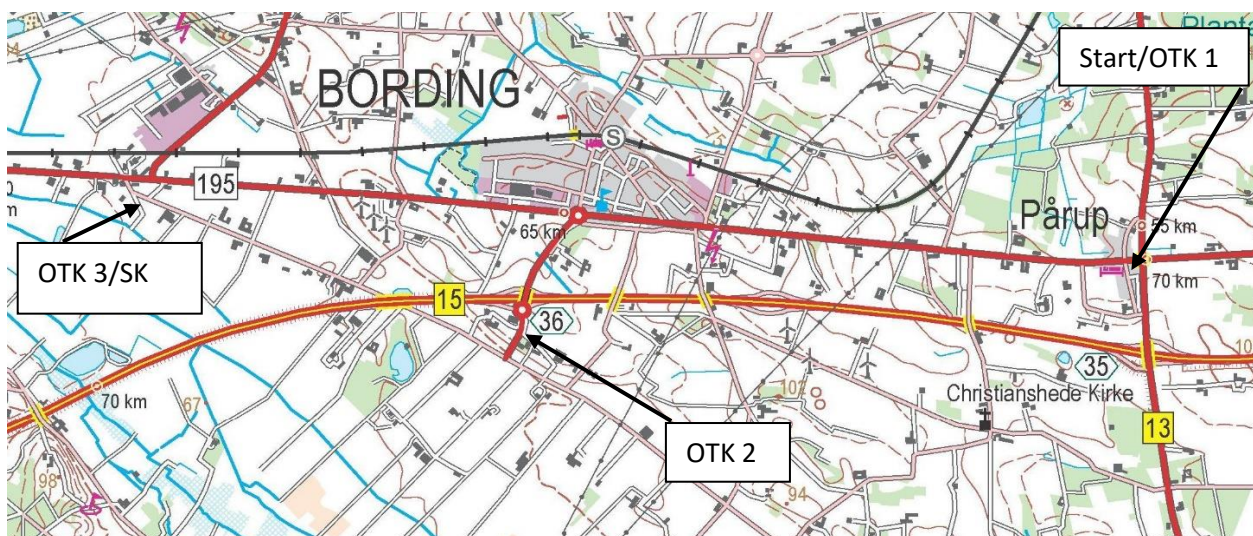 Planta
Start/OTK 1
BORDING
S
195
Pårup
65 km
55 km
OTK 3/SK
70 km
15
36
35
70 km
67
102
Christianshede Kirke
13
OTK 2
98
94